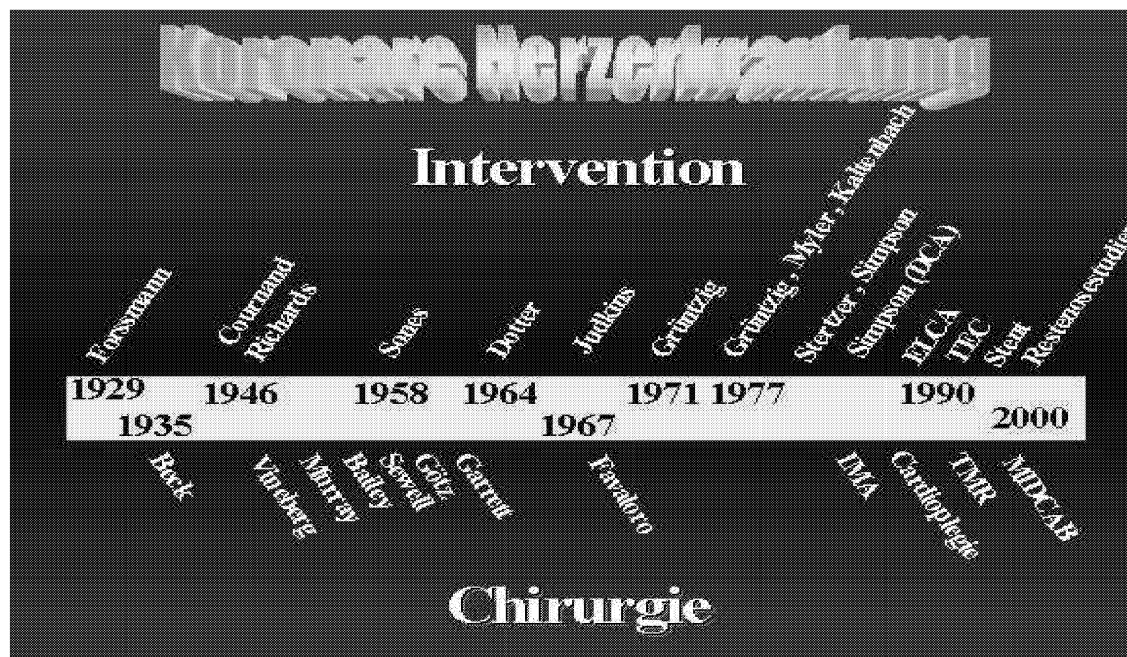 Koronare Herzerkrankung
Intervention
Forssmann
Cournand
Richards
Sones
Dotter
Judkins
Grüntzig
Grüntzig , Myler , Kaltenbach
Stertzer , Simpson
Simpson (DCA)
ELCA
TEC
Stent
Restenosestudien
1929
1946
1958
1964
1971
1977
1990
1935
1967
2000
Beck
Vineberg
Murray
Bailey
Sewell
Götz
Garrett
Favaloro
IMA
Cardioplegie
TMR
MIDCAB
Chirurgie